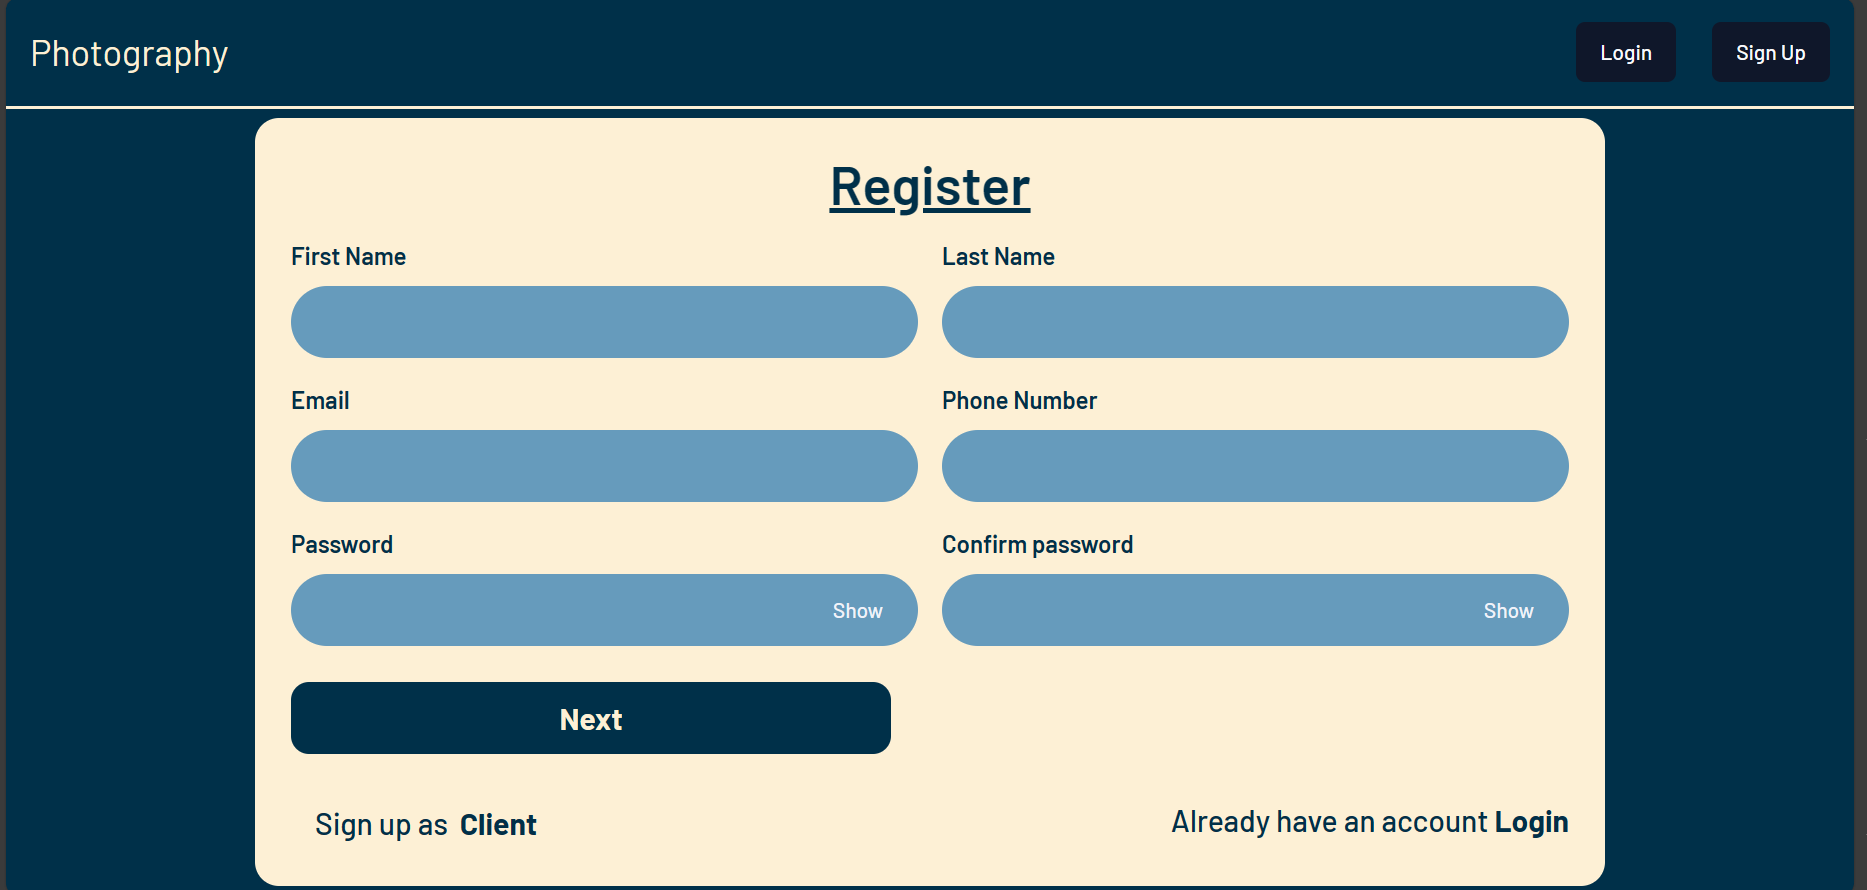 Photography
Login
Sign Up
Register
First Name
Last Name
Email
Phone Number
Password
Confirm password
Show
Show
Next
Sign up as Client
Already have an account Login